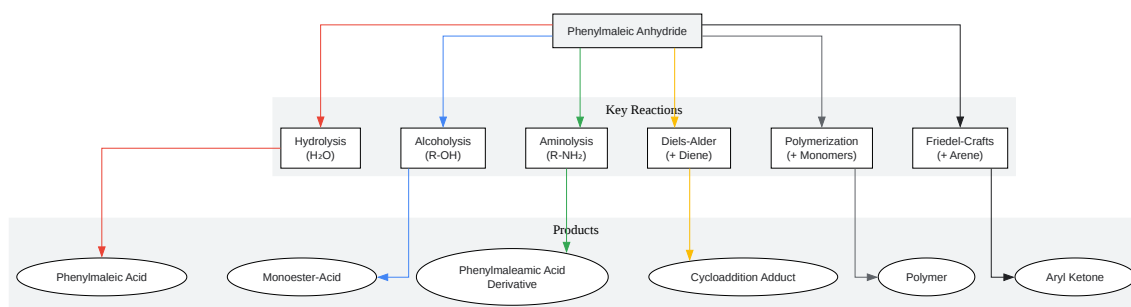 Phenylmaleic Anhydride
Key Reactions
Hydrolysis
(H₂O)
Alcoholysis
(R-OH)
Aminolysis
(R-NH₂)
Diels-Alder
(+ Diene)
Polymerization
(+ Monomers)
Friedel-Crafts
(+ Arene)
Products
Phenylmaleic Acid
Monoester-Acid
Phenylmaleamic Acid
Derivative
Cycloaddition Adduct
Polymer
Aryl Ketone